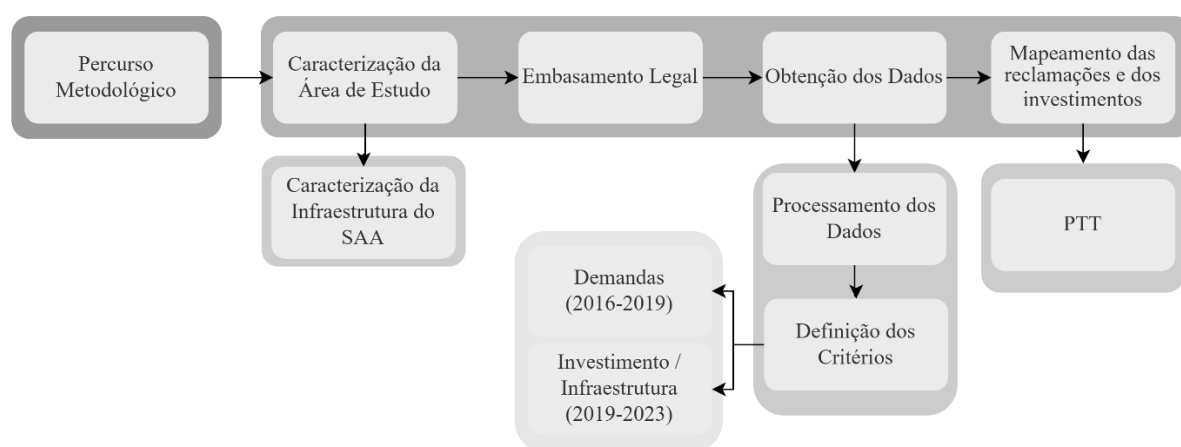 Percurso
Metodológico
Caracterização da
Área de Estudo
Embasamento Legal
Obtenção dos Dados
Mapeamento das
reclamações e dos
investimentos
Caracterização da
Infraestrutura do
SAA
Processamento dos
Dados
PTT
Demandas
(2016-2019)
Definição dos
Critérios
Investimento /
Infraestrutura
(2019-2023)